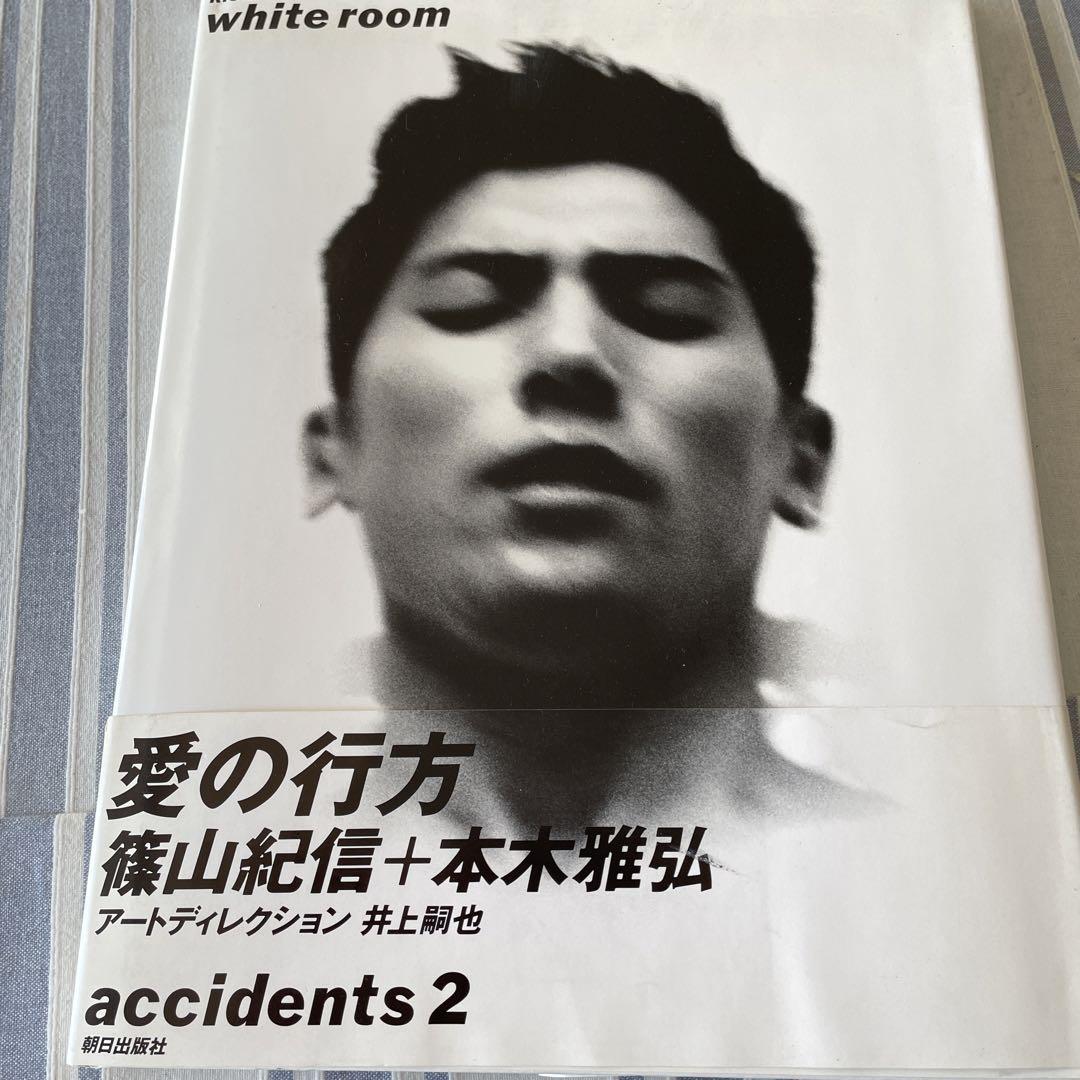 white room
愛の行方
篠山紀信+本木雅弘
アートディレクション 井上嗣也
accidents 2
朝日出版社